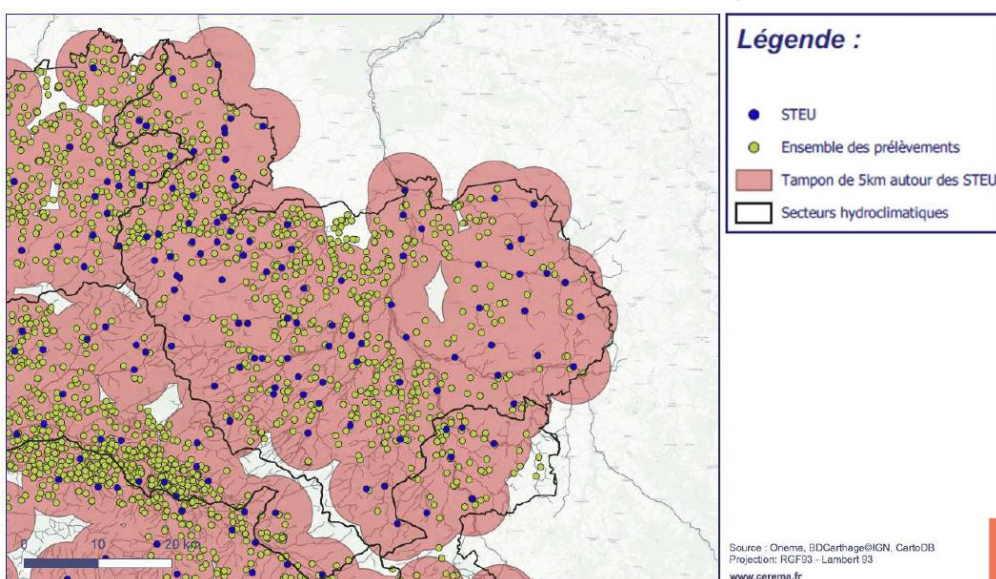 Légende :
STEU
Ensemble des prélèvements
Tampon de 5km autour des STEU
Secteurs hydroclimatiques
0 10 20 km
Source : Onema, BDCarthage©IGN, CartoDB
Projection: RGF93 - Lambert 93
www.cerema.fr